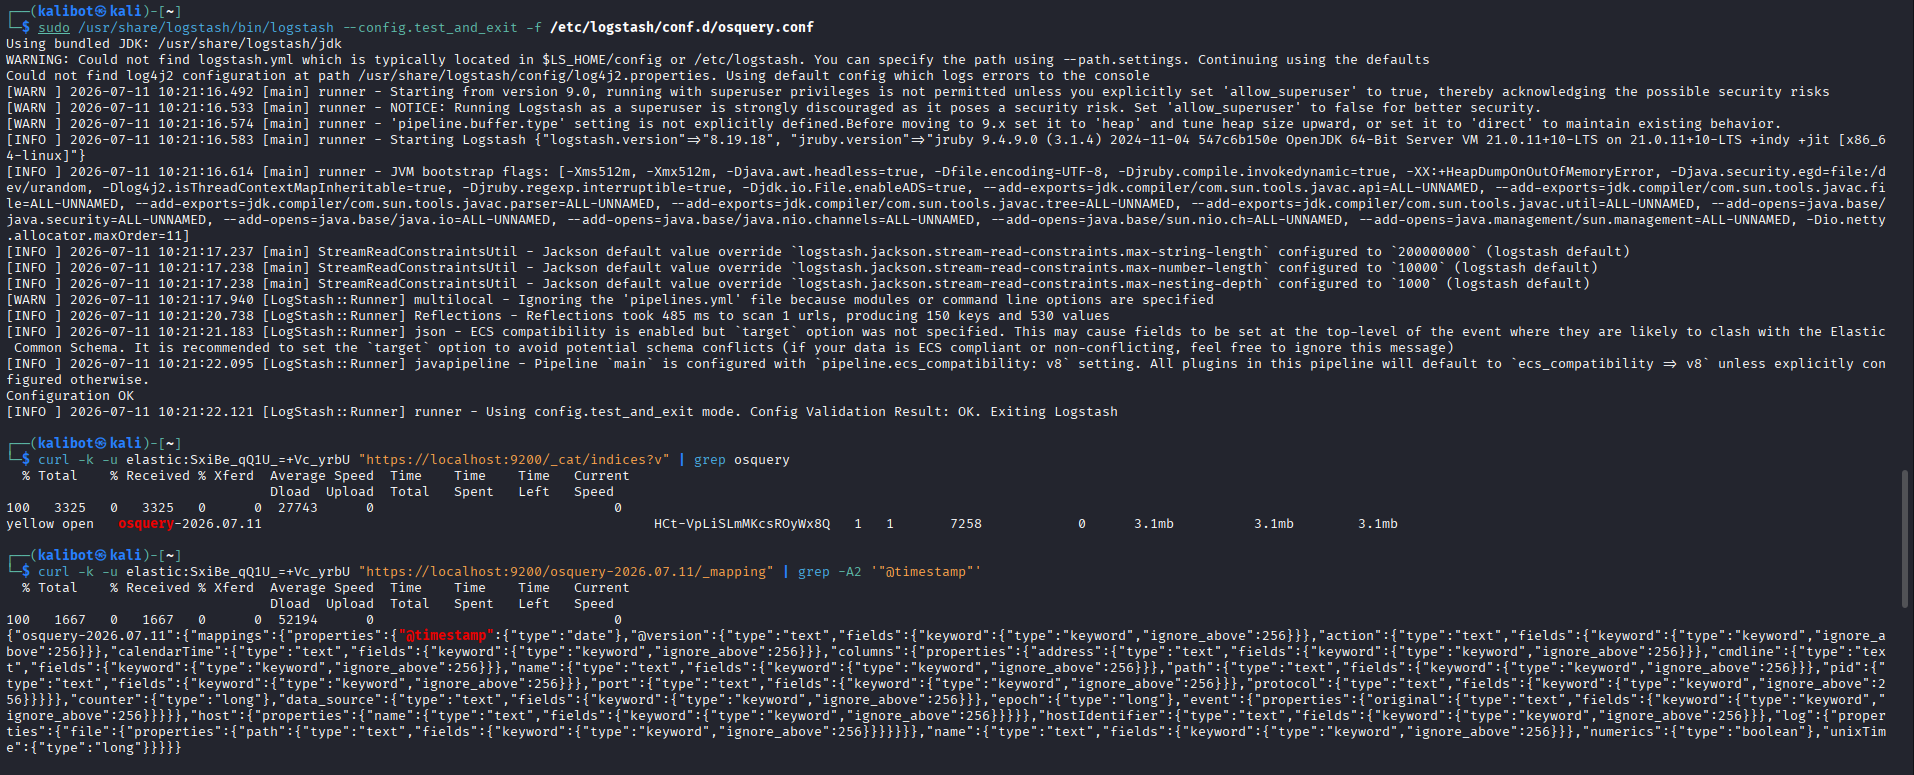 ┌──(kalibot㉿kali)-[~]
└─$ sudo /usr/share/logstash/bin/logstash --config.test_and_exit -f /etc/logstash/conf.d/osquery.conf
Using bundled JDK: /usr/share/logstash/jdk
WARNING: Could not find logstash.yml which is typically located in $LS_HOME/config or /etc/logstash. You can specify the path using --path.settings. Continuing using the defaults
Could not find log4j2 configuration at path /usr/share/logstash/config/log4j2.properties. Using default config which logs errors to the console
[WARN ] 2026-07-11 10:21:16.492 [main] runner - Starting from version 9.0, running with superuser privileges is not permitted unless you explicitly set 'allow_superuser' to true, thereby acknowledging the possible security risks
[WARN ] 2026-07-11 10:21:16.533 [main] runner - NOTICE: Running Logstash as a superuser is strongly discouraged as it poses a security risk. Set 'allow_superuser' to false for better security.
[WARN ] 2026-07-11 10:21:16.574 [main] runner - 'pipeline.buffer.type' setting is not explicitly defined.Before moving to 9.x set it to 'heap' and tune heap size upward, or set it to 'direct' to maintain existing behavior.
[INFO ] 2026-07-11 10:21:16.583 [main] runner - Starting Logstash {"logstash.version"=>"8.19.18", "jruby.version"=>"jruby 9.4.9.0 (3.1.4) 2024-11-04 547c6b150e OpenJDK 64-Bit Server VM 21.0.11+10-LTS on 21.0.11+10-LTS +indy +jit [x86_6
4-linux]"}
[INFO ] 2026-07-11 10:21:16.614 [main] runner - JVM bootstrap flags: [-Xms512m, -Xmx512m, -Djava.awt.headless=true, -Dfile.encoding=UTF-8, -Djruby.compile.invokedynamic=true, -XX:+HeapDumpOnOutOfMemoryError, -Djava.security.egd=file:/d
ev/urandom, -Dlog4j2.isThreadContextMapInheritable=true, -Djruby.regexp.interruptible=true, -Djdk.io.File.enableADS=true, --add-exports=jdk.compiler/com.sun.tools.javac.api=ALL-UNNAMED, --add-exports=jdk.compiler/com.sun.tools.javac.fi
le=ALL-UNNAMED, --add-exports=jdk.compiler/com.sun.tools.javac.parser=ALL-UNNAMED, --add-exports=jdk.compiler/com.sun.tools.javac.tree=ALL-UNNAMED, --add-exports=jdk.compiler/com.sun.tools.javac.util=ALL-UNNAMED, --add-opens=java.base/
java.security=ALL-UNNAMED, --add-opens=java.base/java.io=ALL-UNNAMED, --add-opens=java.base/java.nio.channels=ALL-UNNAMED, --add-opens=java.base/sun.nio.ch=ALL-UNNAMED, --add-opens=java.management/sun.management=ALL-UNNAMED, -Dio.netty
.allocator.maxOrder=11]
[INFO ] 2026-07-11 10:21:17.237 [main] StreamReadConstraintsUtil - Jackson default value override `logstash.jackson.stream-read-constraints.max-string-length` configured to `200000000` (logstash default)
[INFO ] 2026-07-11 10:21:17.238 [main] StreamReadConstraintsUtil - Jackson default value override `logstash.jackson.stream-read-constraints.max-number-length` configured to `10000` (logstash default)
[INFO ] 2026-07-11 10:21:17.238 [main] StreamReadConstraintsUtil - Jackson default value override `logstash.jackson.stream-read-constraints.max-nesting-depth` configured to `1000` (logstash default)
[WARN ] 2026-07-11 10:21:17.940 [LogStash::Runner] multilocal - Ignoring the 'pipelines.yml' file because modules or command line options are specified
[INFO ] 2026-07-11 10:21:20.738 [LogStash::Runner] Reflections - Reflections took 485 ms to scan 1 urls, producing 150 keys and 530 values
[INFO ] 2026-07-11 10:21:21.183 [LogStash::Runner] json - ECS compatibility is enabled but `target` option was not specified. This may cause fields to be set at the top-level of the event where they are likely to clash with the Elastic
 Common Schema. It is recommended to set the `target` option to avoid potential schema conflicts (if your data is ECS compliant or non-conflicting, feel free to ignore this message)
[INFO ] 2026-07-11 10:21:22.095 [LogStash::Runner] javapipeline - Pipeline `main` is configured with `pipeline.ecs_compatibility: v8` setting. All plugins in this pipeline will default to `ecs_compatibility => v8` unless explicitly con
figured otherwise.
Configuration OK
[INFO ] 2026-07-11 10:21:22.121 [LogStash::Runner] runner - Using config.test_and_exit mode. Config Validation Result: OK. Exiting Logstash
┌──(kalibot㉿kali)-[~]
└─$ curl -k -u elastic:SxiBe_qQ1U_=+Vc_yrbU "https://localhost:9200/_cat/indices?v" | grep osquery
  % Total    % Received % Xferd  Average Speed   Time    Time     Time  Current
                                 Dload  Upload   Total   Spent    Left  Speed
100   3325   0   3325   0      0  27743      0                              0
yellow open   osquery-2026.07.11                                                 HCt-VpLiSLmMKcsROyWx8Q   1   1       7258            0      3.1mb          3.1mb        3.1mb
┌──(kalibot㉿kali)-[~]
└─$ curl -k -u elastic:SxiBe_qQ1U_=+Vc_yrbU "https://localhost:9200/osquery-2026.07.11/_mapping" | grep -A2 '"@timestamp"'
  % Total    % Received % Xferd  Average Speed   Time    Time     Time  Current
                                 Dload  Upload   Total   Spent    Left  Speed
100   1667   0   1667   0      0  52194      0                              0
{"osquery-2026.07.11":{"mappings":{"properties":{"@timestamp":{"type":"date"},"@version":{"type":"text","fields":{"keyword":{"type":"keyword","ignore_above":256}}},"action":{"type":"text","fields":{"keyword":{"type":"keyword","ignore_a
bove":256}}},"calendarTime":{"type":"text","fields":{"keyword":{"type":"keyword","ignore_above":256}}},"columns":{"properties":{"address":{"type":"text","fields":{"keyword":{"type":"keyword","ignore_above":256}}},"cmdline":{"type":"tex
t","fields":{"keyword":{"type":"keyword","ignore_above":256}}},"name":{"type":"text","fields":{"keyword":{"type":"keyword","ignore_above":256}}},"path":{"type":"text","fields":{"keyword":{"type":"keyword","ignore_above":256}}},"pid":{"
type":"text","fields":{"keyword":{"type":"keyword","ignore_above":256}}},"port":{"type":"text","fields":{"keyword":{"type":"keyword","ignore_above":256}}},"protocol":{"type":"text","fields":{"keyword":{"type":"keyword","ignore_above":2
56}}}}},"counter":{"type":"long"},"data_source":{"type":"text","fields":{"keyword":{"type":"keyword","ignore_above":256}}},"epoch":{"type":"long"},"event":{"properties":{"original":{"type":"text","fields":{"keyword":{"type":"keyword","
ignore_above":256}}}}},"host":{"properties":{"name":{"type":"text","fields":{"keyword":{"type":"keyword","ignore_above":256}}}}},"hostIdentifier":{"type":"text","fields":{"keyword":{"type":"keyword","ignore_above":256}}},"log":{"proper
ties":{"file":{"properties":{"path":{"type":"text","fields":{"keyword":{"type":"keyword","ignore_above":256}}}}}}},"name":{"type":"text","fields":{"keyword":{"type":"keyword","ignore_above":256}}},"numerics":{"type":"boolean"},"unixTim
e":{"type":"long"}}}}}